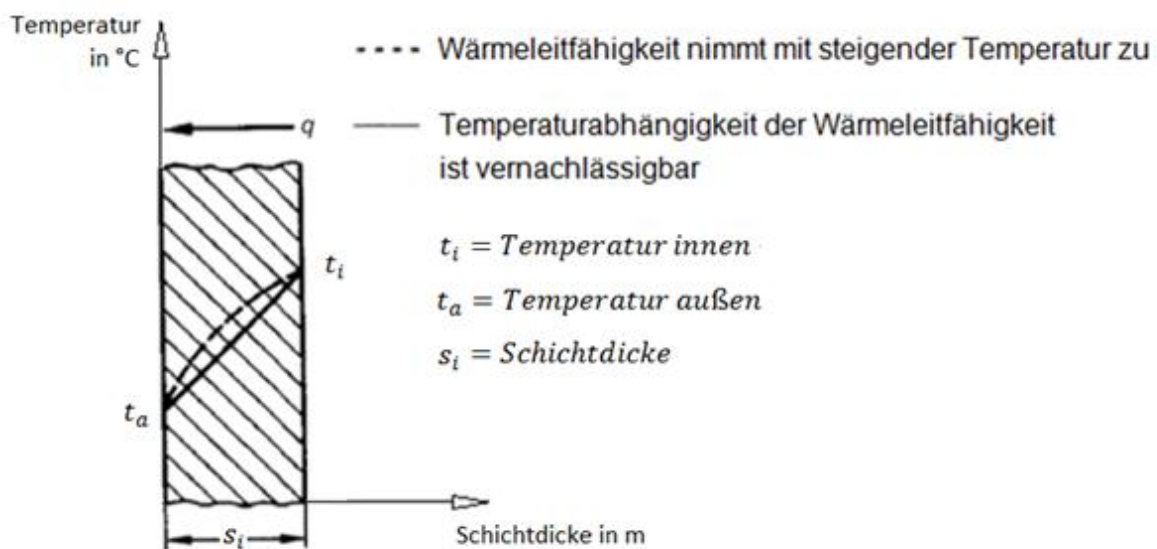 Temperatur
in °C
Wärmeleitfähigkeit nimmt mit steigender Temperatur zu
q
Temperaturabhängigkeit der Wärmeleitfähigkeit
ist vernachlässigbar
t_i = Temperatur innen
t_i
t_a = Temperatur außen
s_i = Schichtdicke
t_a
s_i
Schichtdicke in m